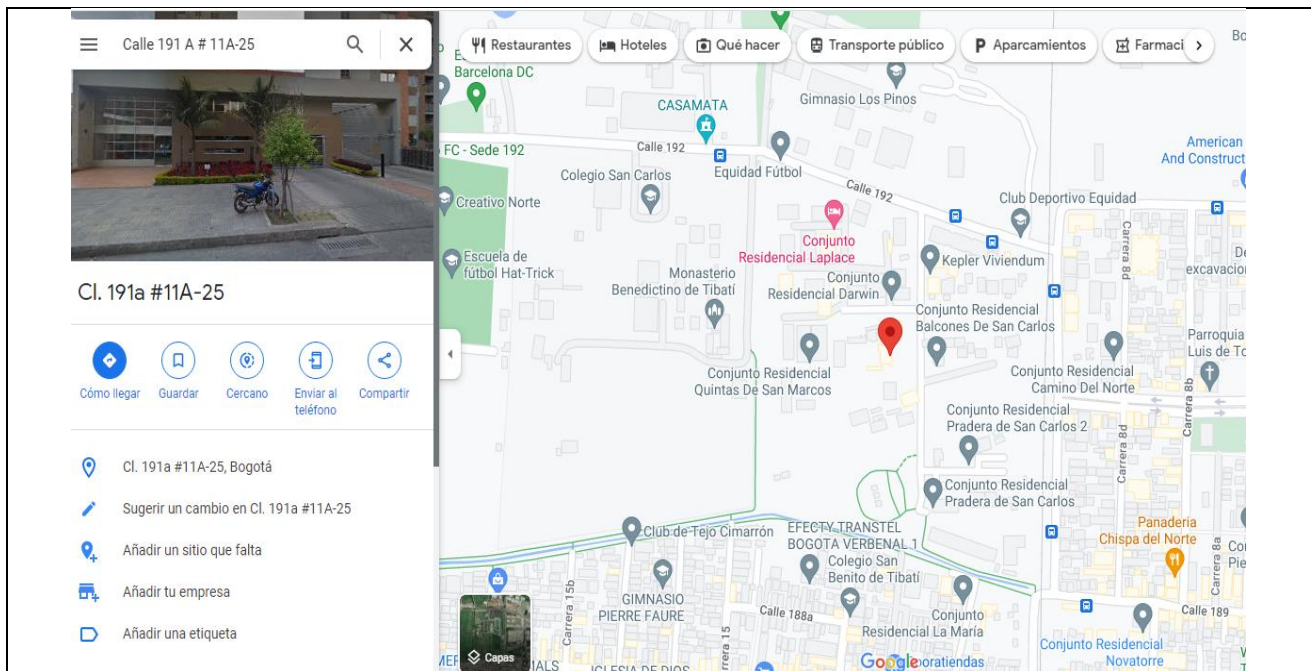 Calle 191 A # 11A-25
Restaurantes
Hoteles
Qué hacer
Transporte público
Aparcamientos
Farmaci
Barcelona DC
CASAMATA
Gimnasio Los Pinos
FC - Sede 192
Calle 192
American
And Construct
Colegio San Carlos
Equidad Fútbol
Calle 192
Club Deportivo Equidad
Creativo Norte
Carrera 8d
Conjunto
Residencial Laplace
Kepler Viviendum
Escuela de
fútbol Hat-Trick
Monasterio
Benedictino de Tibatí
Conjunto
Residencial Darwin
excavacio
Cl. 191a #11A-25
Conjunto Residencial
Balcones De San Carlos
Parroquia
Luis de To
Conjunto Residencial
Quintas De San Marcos
Conjunto Residencial
Camino Del Norte
Carrera 8b
Cómo llegar
Guardar
Cercano
Enviar al
teléfono
Compartir
Conjunto Residencial
Pradera de San Carlos 2
Carrera 8d
Cl. 191a #11A-25, Bogotá
Conjunto Residencial
Pradera de San Carlos
Sugerir un cambio en Cl. 191a #11A-25
Club de Tejo Cimarrón
EFECTY TRANSTEL
BOGOTA VERBENAL 1
Panaderia
Chispa del Norte
Añadir un sitio que falta
Colegio San
Benito de Tibatí
Carrera 8a
Añadir tu empresa
GIMNASIO
PIERRE FAURE
Carrera 15b
Calle 188a
Calle 189
Conjunto
Residencial La María
Añadir una etiqueta
Carrera 15
Conjunto Residencial
Novatorre
Capas
IGLESIA DE DIOS
Google